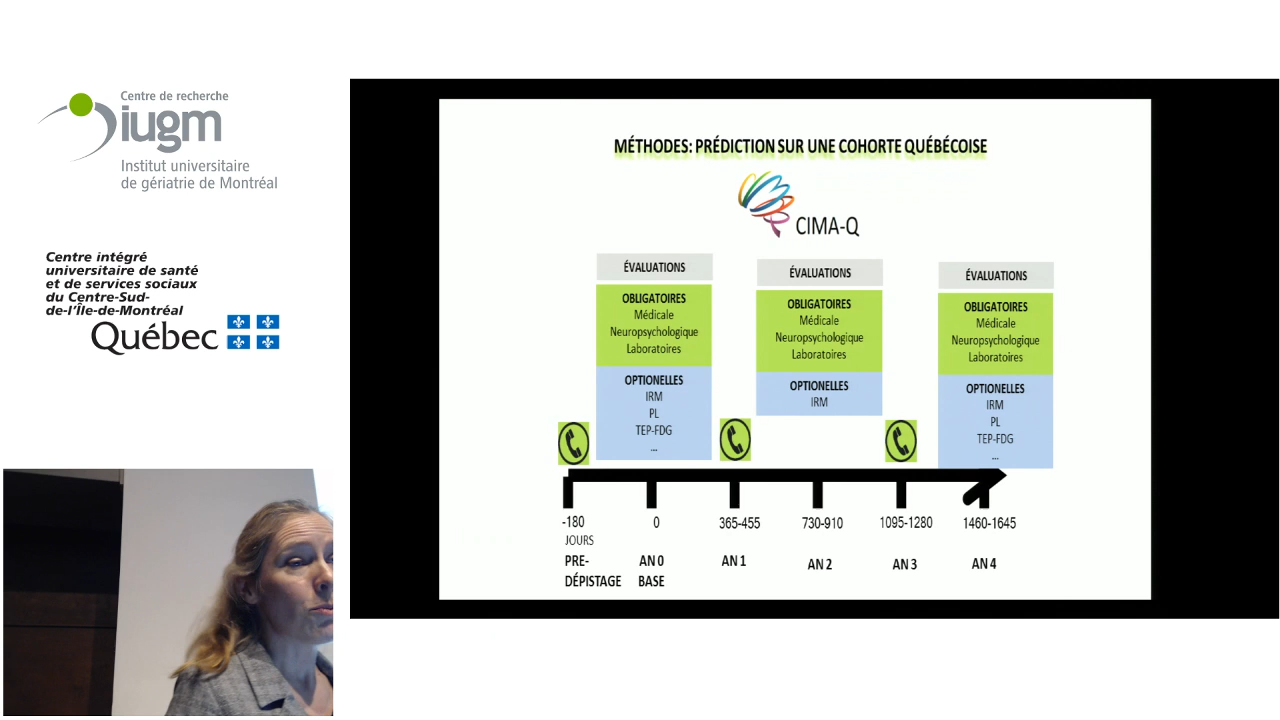 Centre de recherche
iugm
Institut universitaire
de gériatrie de Montréal
Centre intégré
universitaire de santé
et de services sociaux
du Centre-Sud-
de-l'Île-de-Montréal
Québec
MÉTHODES: PRÉDICTION SUR UNE COHORTE QUÉBÉCOISE
CIMA-Q
ÉVALUATIONS
OBLIGATOIRES
Médicale
Neuropsychologique
Laboratoires
OPTIONELLES
IRM
PL
TEP-FDG
...
ÉVALUATIONS
OBLIGATOIRES
Médicale
Neuropsychologique
Laboratoires
OPTIONELLES
IRM
ÉVALUATIONS
OBLIGATOIRES
Médicale
Neuropsychologique
Laboratoires
OPTIONELLES
IRM
PL
TEP-FDG
...
-180 0 365-455 730-910 1095-1280 1460-1645
JOURS
PRE- AN 0 AN 1 AN 2 AN 3 AN 4
DÉPISTAGE BASE